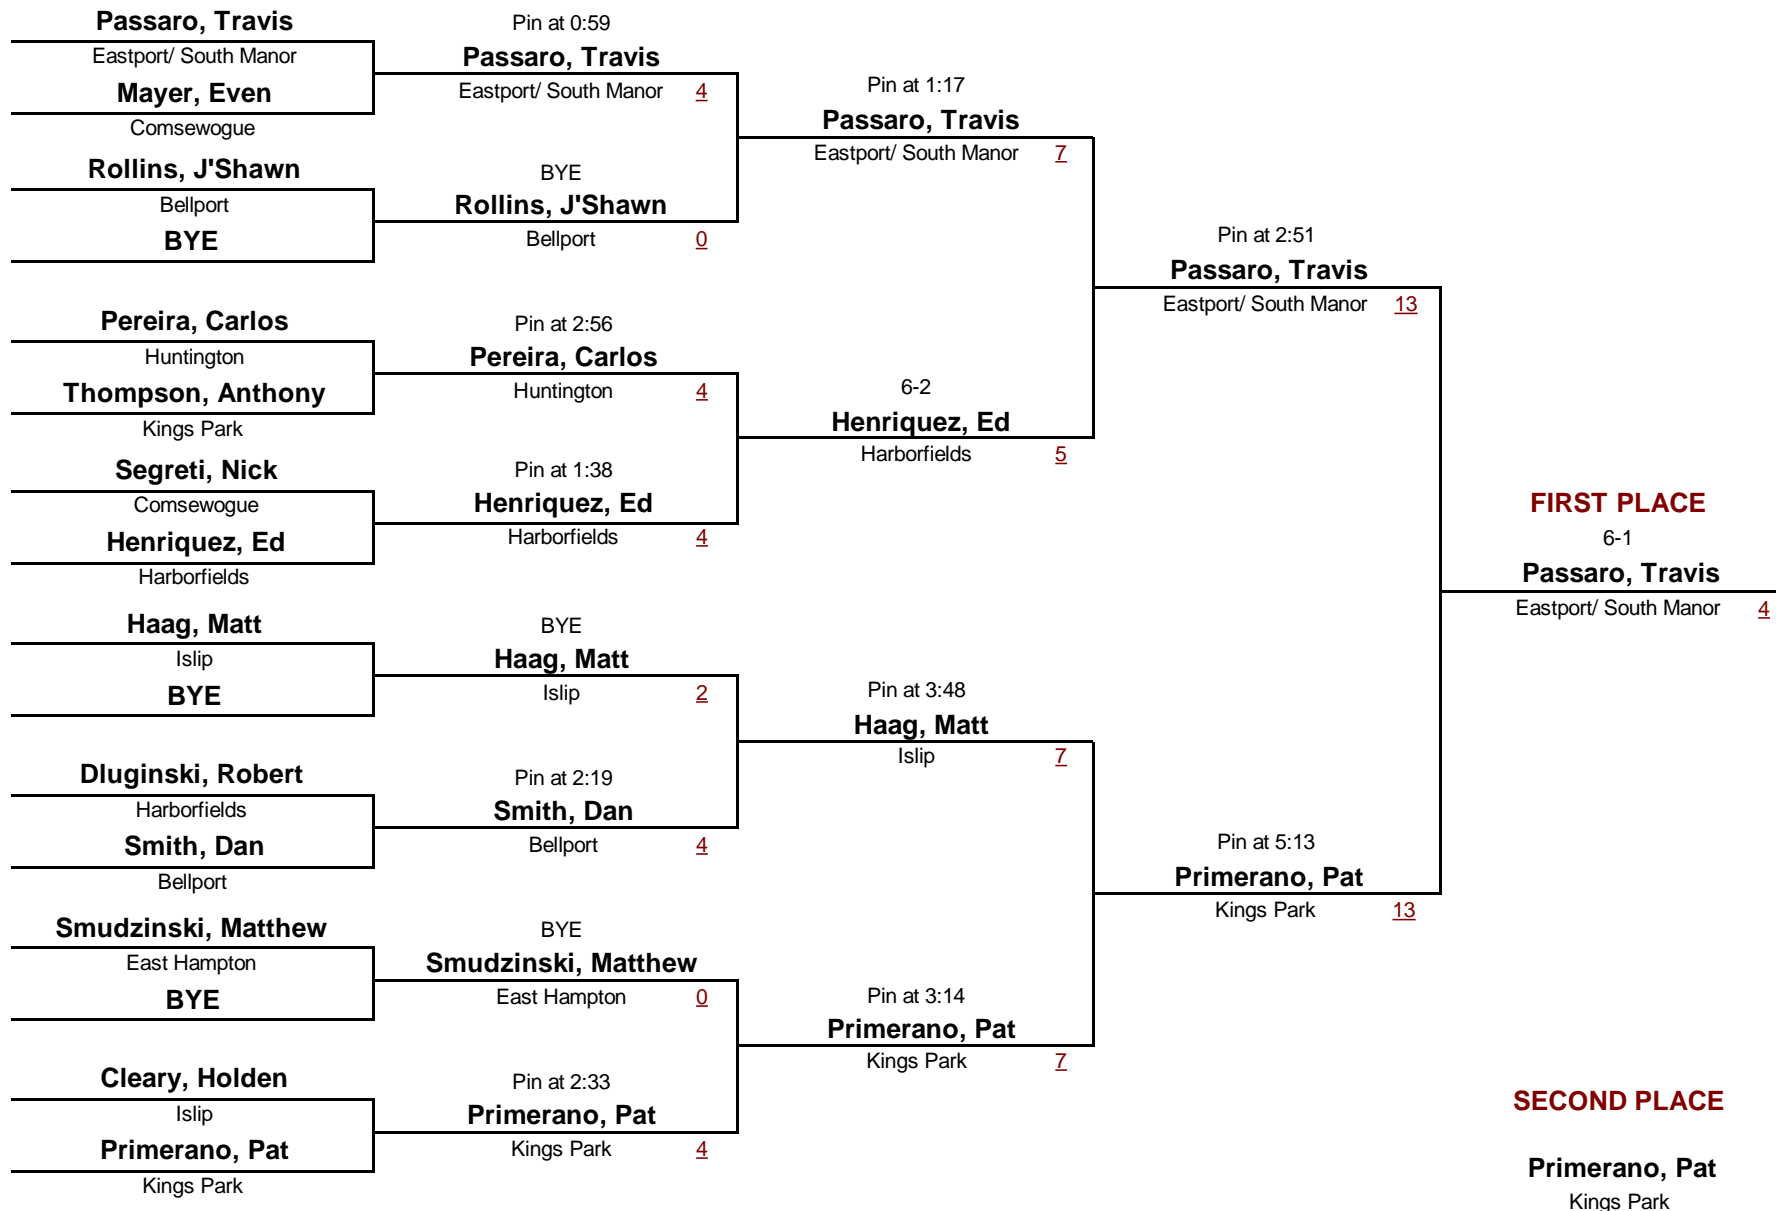 Passaro, Travis
Eastport/ South Manor
Mayer, Even
Comsewogue
Rollins, J'Shawn
Bellport
BYE
Pereira, Carlos
Huntington
Thompson, Anthony
Kings Park
Segreti, Nick
Comsewogue
Henriquez, Ed
Harborfields
Haag, Matt
Islip
BYE
Dluginski, Robert
Harborfields
Smith, Dan
Bellport
Smudzinski, Matthew
East Hampton
BYE
Cleary, Holden
Islip
Primerano, Pat
Kings Park
Pin at 0:59
Passaro, Travis
Eastport/ South Manor 4
BYE
Rollins, J'Shawn
Bellport 0
Pin at 2:56
Pereira, Carlos
Huntington 4
Pin at 1:38
Henriquez, Ed
Harborfields 4
BYE
Haag, Matt
Islip 2
Pin at 2:19
Smith, Dan
Bellport 4
BYE
Smudzinski, Matthew
East Hampton 0
Pin at 2:33
Primerano, Pat
Kings Park 4
Pin at 1:17
Passaro, Travis
Eastport/ South Manor 7
6-2
Henriquez, Ed
Harborfields 5
Pin at 3:48
Haag, Matt
Islip 7
Pin at 3:14
Primerano, Pat
Kings Park 7
Pin at 2:51
Passaro, Travis
Eastport/ South Manor 13
Pin at 5:13
Primerano, Pat
Kings Park 13
FIRST PLACE
6-1
Passaro, Travis
Eastport/ South Manor 4
SECOND PLACE
Primerano, Pat
Kings Park